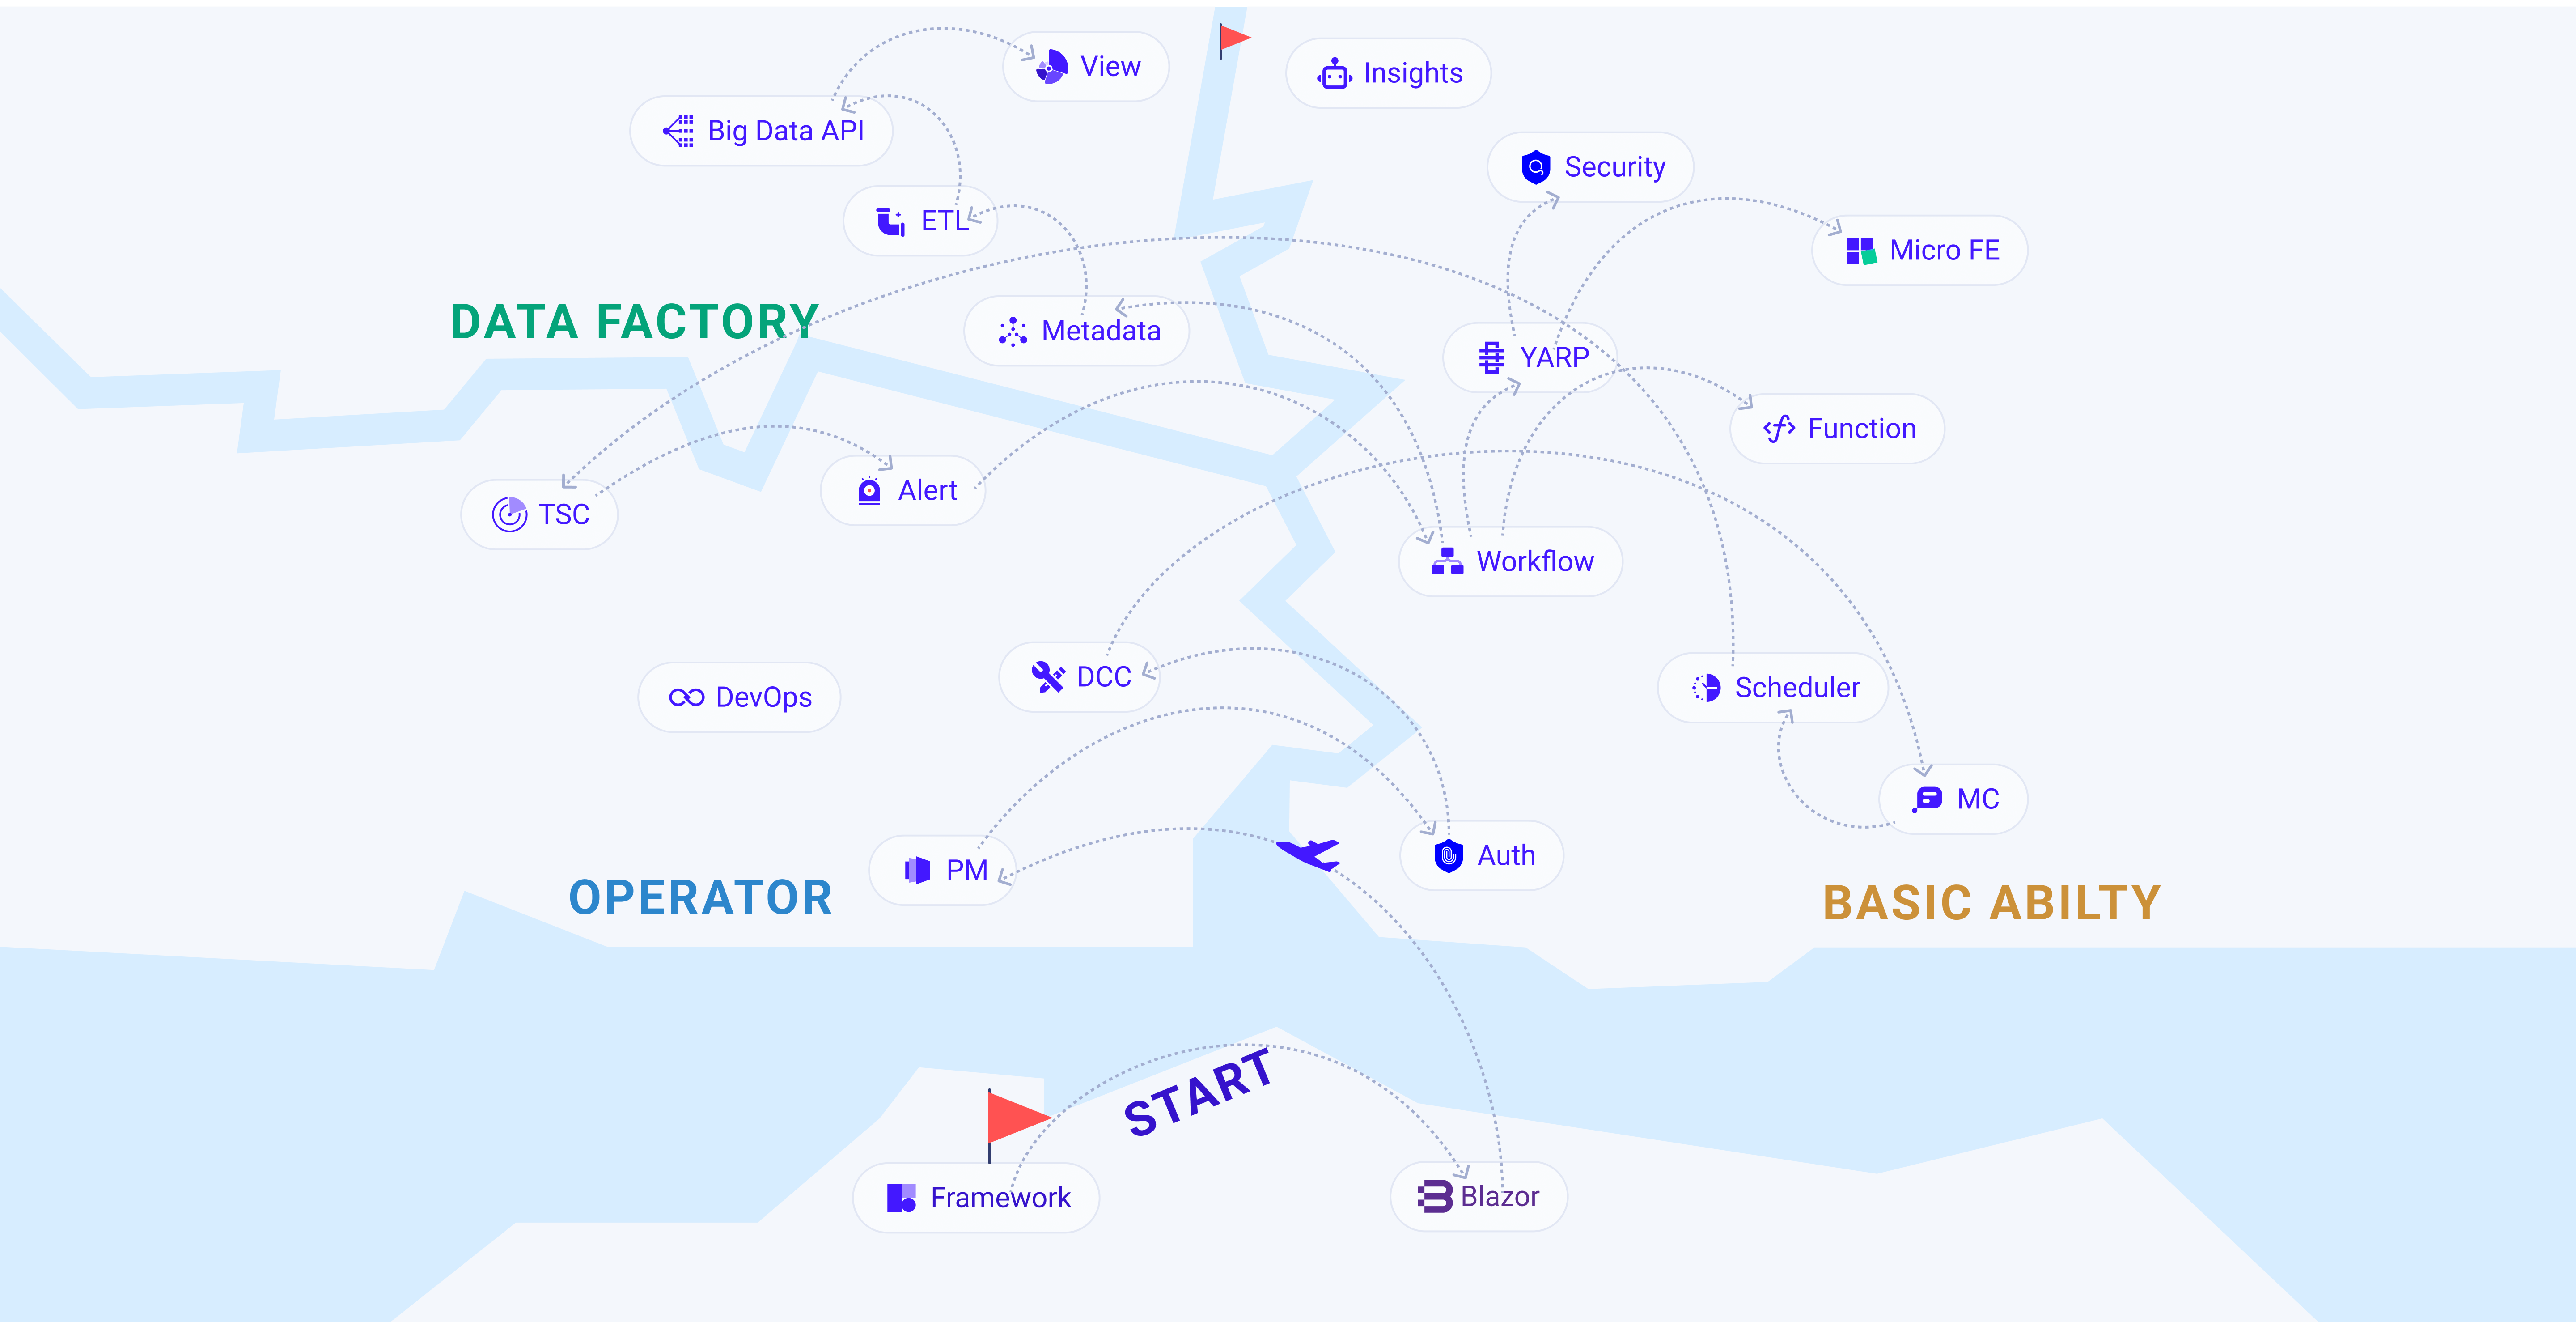 View
Insights
Big Data API
Security
ETL
Micro FE
DATA FACTORY
Metadata
YARP
Function
TSC
Alert
Workflow
DevOps
DCC
Scheduler
MC
PM
Auth
OPERATOR
BASIC ABILTY
START
Framework
Blazor